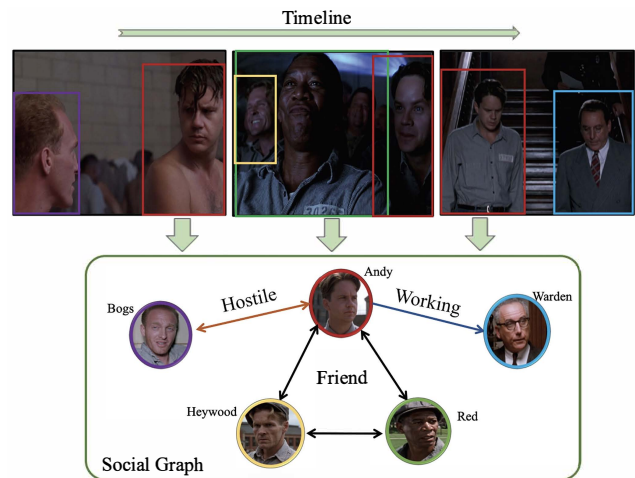 Timeline
Andy
Bogs
Hostile
Working
Warden
Friend
Heywood
Red
Social Graph